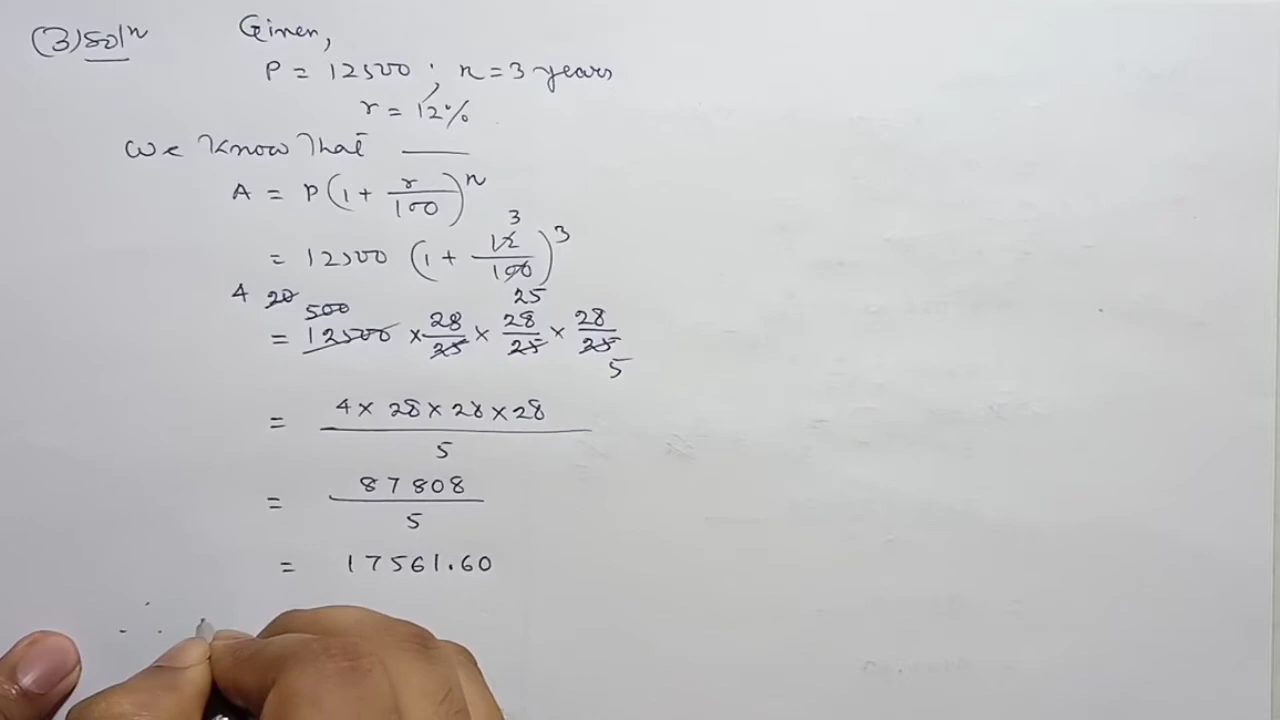 (3) Solⁿ Given,
P = 12500 ; n = 3 years
r = 12%
We know that
A = P(1 + r/100)ⁿ
3
= 12500 (1 + 12/100)³
4 20 500 25
= 12500 × 28/25 × 28/25 × 28/25
5
= 4 × 28 × 28 × 28 / 5
= 87808 / 5
= 17561.60